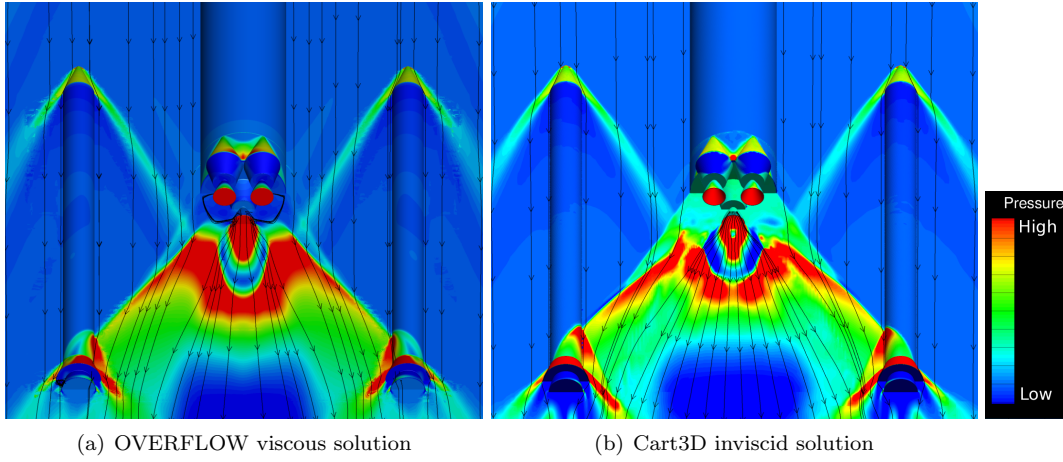 Pressure
High
Low
(a) OVERFLOW viscous solution
(b) Cart3D inviscid solution